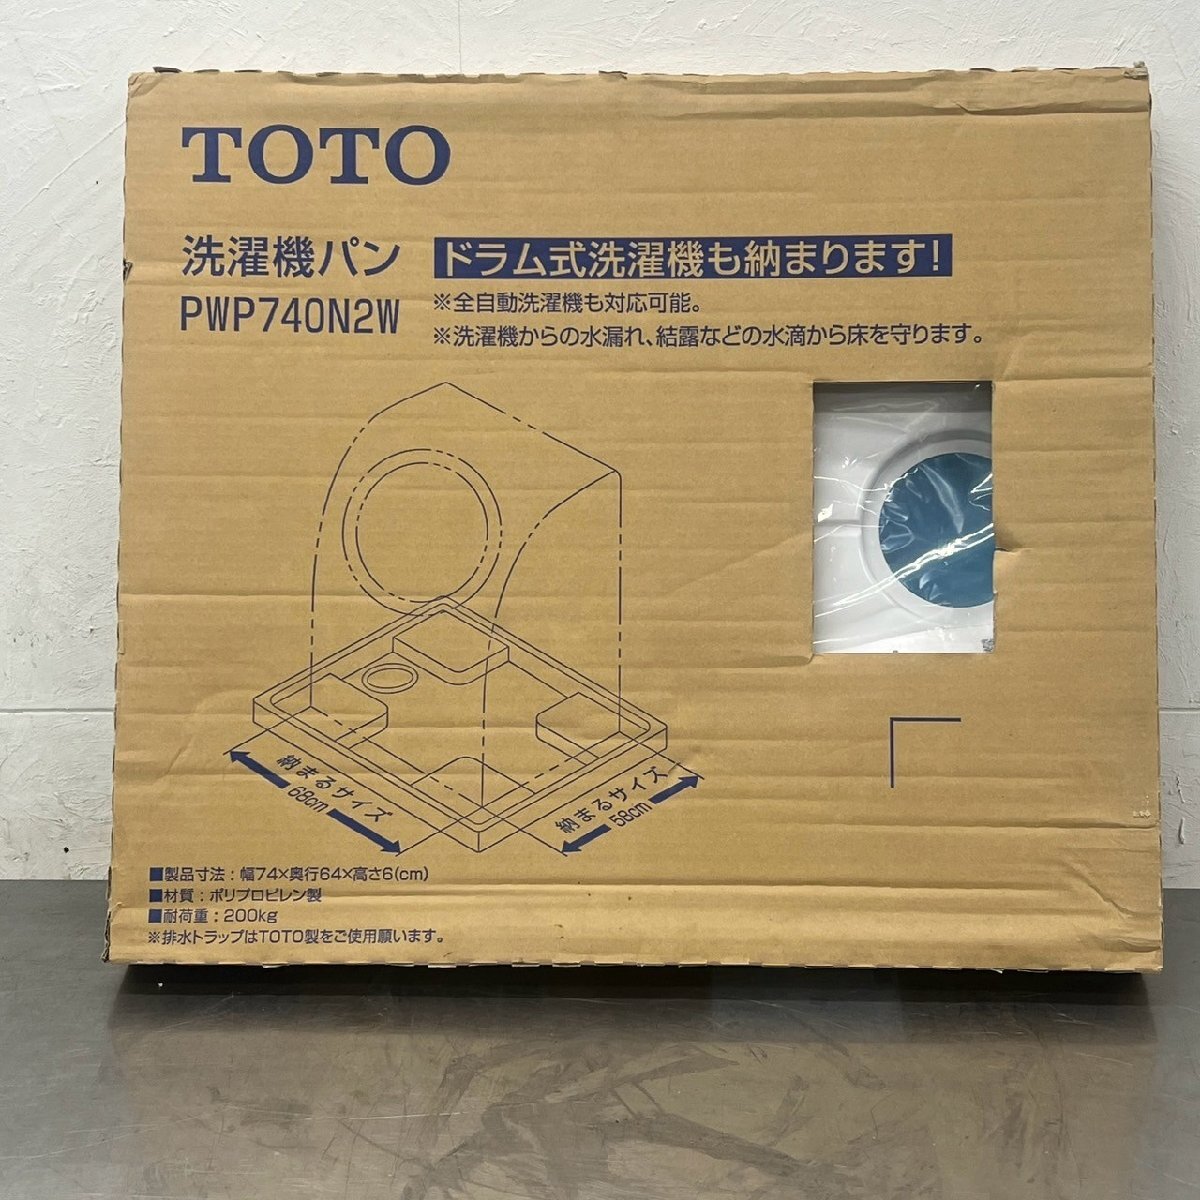 TOTO
洗濯機パン
PWP740N2W
ドラム式洗濯機も納まります!
※全自動洗濯機も対応可能。
※洗濯機からの水漏れ、結露などの水滴から床を守ります。
納まるサイズ
68cm
納まるサイズ
58cm
■製品寸法:幅74×奥行64×高さ6(cm)
■材質:ポリプロピレン製
■耐荷重:200kg
※排水トラップはTOTO製をご使用願います。